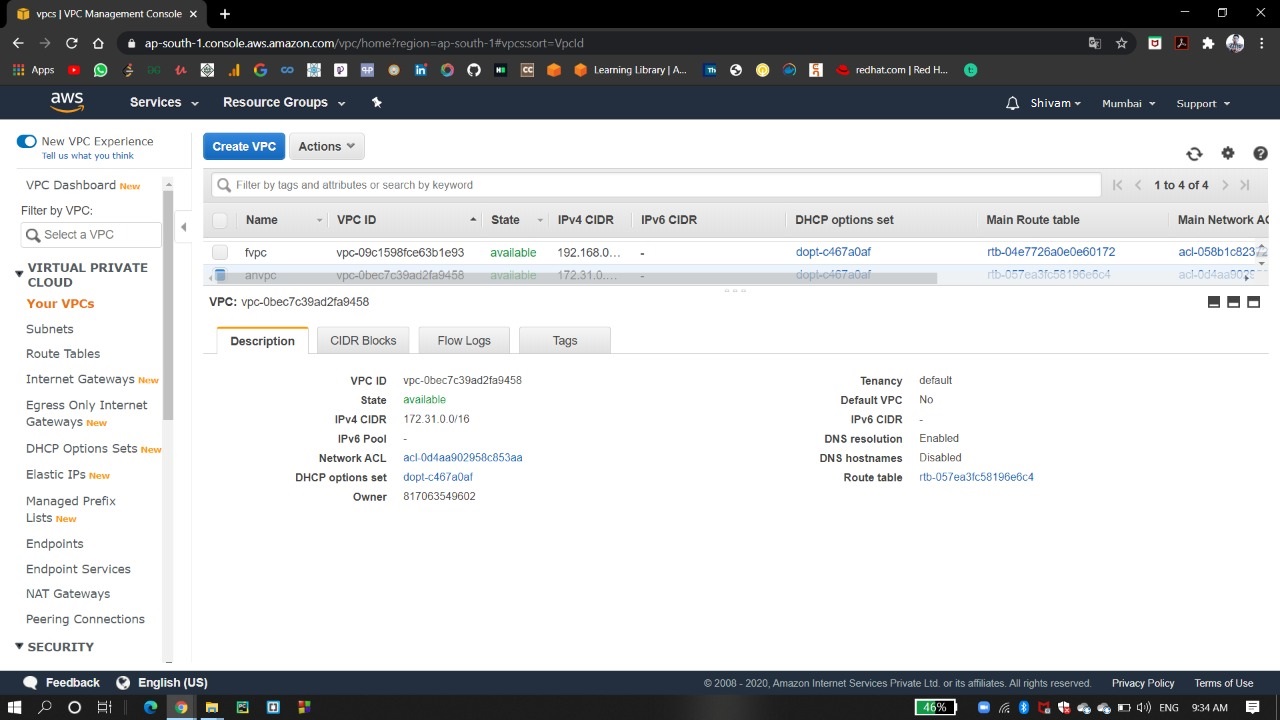 vpcs | VPC Management Console
ap-south-1.console.aws.amazon.com/vpc/home?region=ap-south-1#vpcs:sort=VpcId
Apps
Learning Library | A...
redhat.com | Red H...
aws
Services
Resource Groups
Shivam
Mumbai
Support
New VPC Experience
Tell us what you think
Create VPC
Actions
VPC Dashboard New
Filter by VPC:
Select a VPC
VIRTUAL PRIVATE
CLOUD
Your VPCs
Subnets
Route Tables
Internet Gateways New
Egress Only Internet
Gateways New
DHCP Options Sets New
Elastic IPs New
Managed Prefix
Lists New
Endpoints
Endpoint Services
NAT Gateways
Peering Connections
SECURITY
Filter by tags and attributes or search by keyword
1 to 4 of 4
Name VPC ID State IPv4 CIDR IPv6 CIDR DHCP options set Main Route table Main Network AC
fvpc vpc-09c1598fce63b1e93 available 192.168.0... - dopt-c467a0af rtb-04e7726a0e0e60172 acl-058b1c823
anvpc vpc-0bec7c39ad2fa9458 available 172.31.0.... - dopt-c467a0af rtb-057ea3fc58196e6c4 acl-0d4aa9029
VPC: vpc-0bec7c39ad2fa9458
Description CIDR Blocks Flow Logs Tags
VPC ID vpc-0bec7c39ad2fa9458
State available
IPv4 CIDR 172.31.0.0/16
IPv6 Pool -
Network ACL acl-0d4aa902958c853aa
DHCP options set dopt-c467a0af
Owner 817063549602
Tenancy default
Default VPC No
IPv6 CIDR -
DNS resolution Enabled
DNS hostnames Disabled
Route table rtb-057ea3fc58196e6c4
Feedback
English (US)
© 2008 - 2020, Amazon Internet Services Private Ltd. or its affiliates. All rights reserved.
Privacy Policy
Terms of Use
46%
ENG
9:34 AM